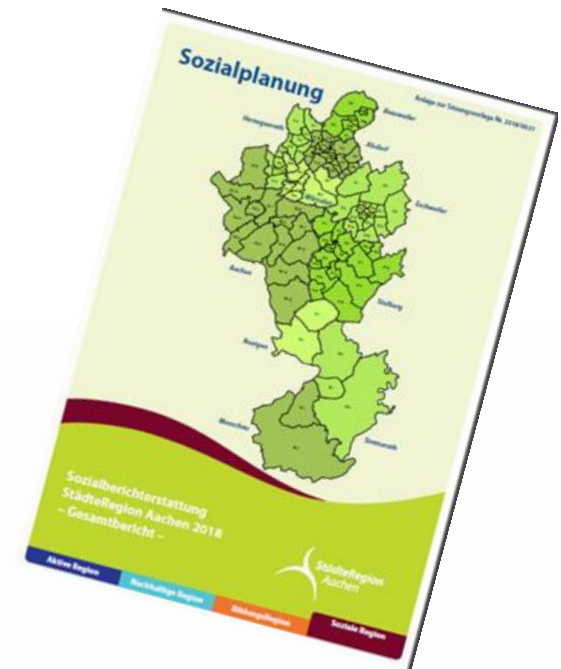 Sozialplanung
Anlage zur Sitzungsvorlage Nr. 2018/0031
Baesweiler
Herzogenrath
Alsdorf
Würselen
Eschweiler
Aachen
Stolberg
Roetgen
Monschau
Simmerath
Sozialberichterstattung
StädteRegion Aachen 2018
– Gesamtbericht –
StädteRegion
Aachen
Aktive Region
Nachhaltige Region
BildungsRegion
Soziale Region